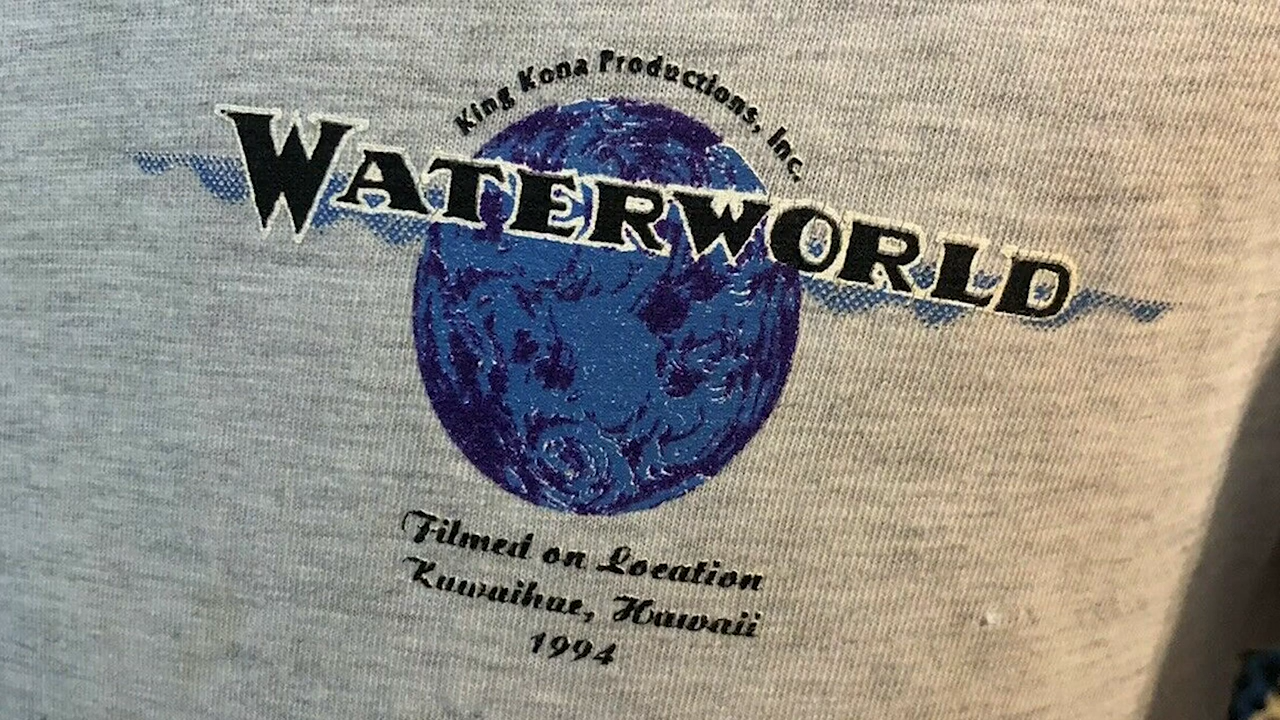 King Kona Productions, Inc.
WATERWORLD
Filmed on Location
Kawaihae, Hawaii
1994